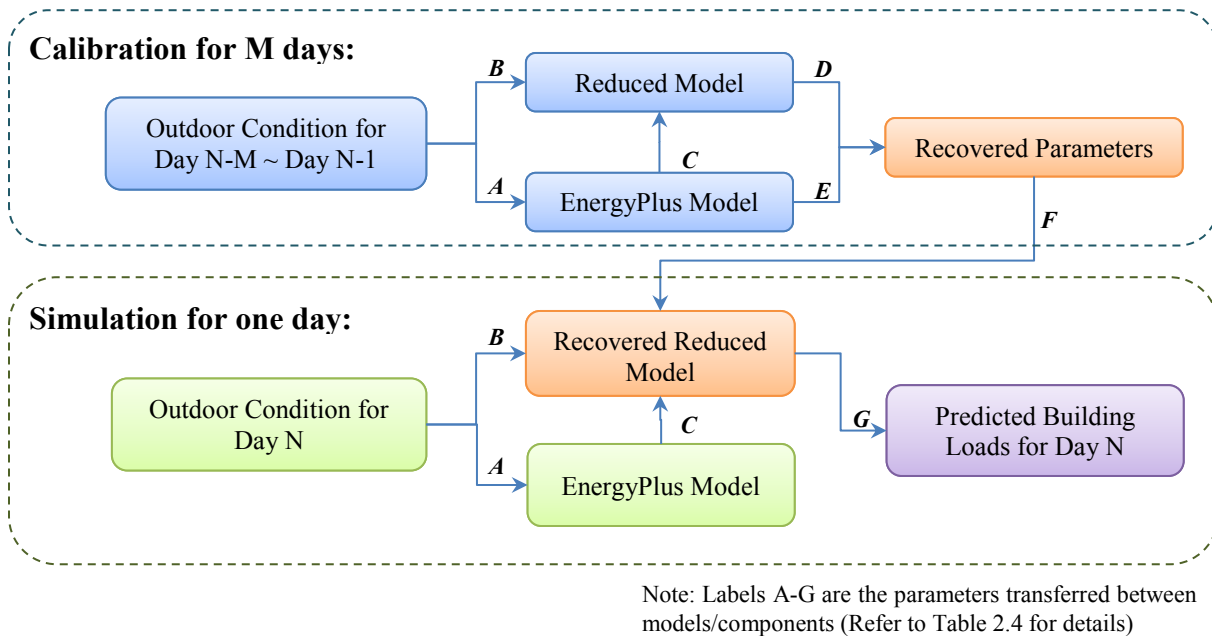 Calibration for M days:
B
Reduced Model
D
Outdoor Condition for
Day N-M ~ Day N-1
C
Recovered Parameters
A
EnergyPlus Model
E
F
Simulation for one day:
B
Recovered Reduced
Model
Outdoor Condition for
Day N
C
G
Predicted Building
Loads for Day N
A
EnergyPlus Model
Note: Labels A-G are the parameters transferred between
models/components (Refer to Table 2.4 for details)